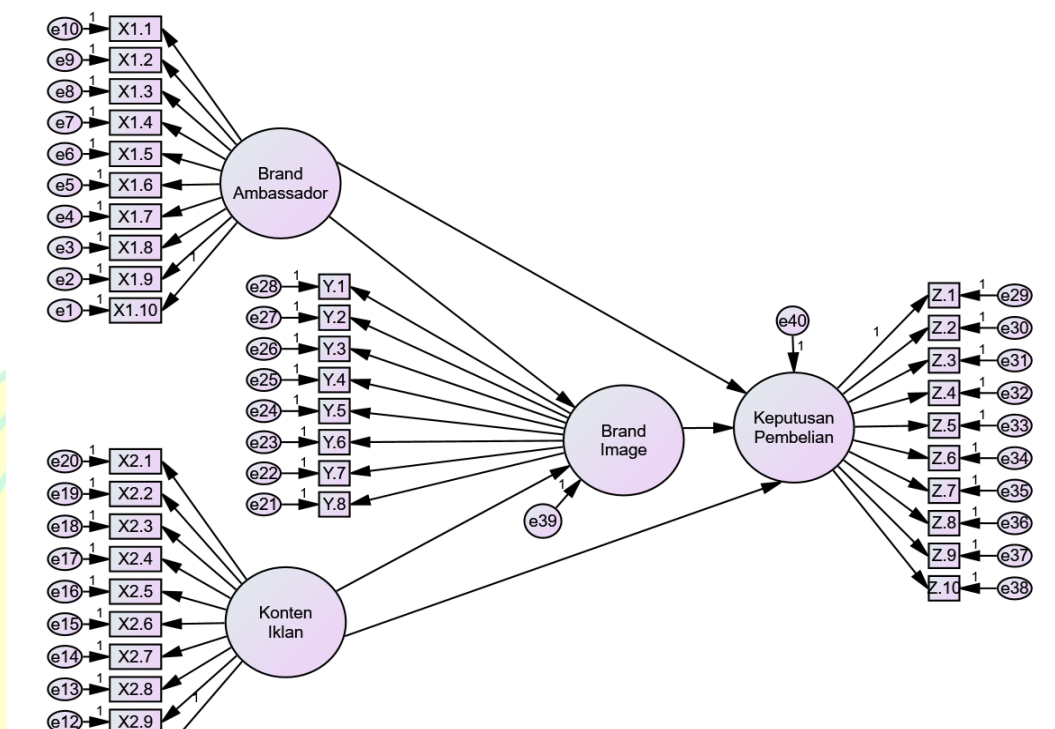 e10 1 X1.1
e9 1 X1.2
e8 1 X1.3
e7 1 X1.4
e6 1 X1.5
e5 1 X1.6
e4 1 X1.7
e3 1 X1.8
e2 1 X1.9
1
e1 1 X1.10
Brand
Ambassador
e28 1 Y.1
e27 1 Y.2
e26 1 Y.3
e25 1 Y.4
e24 1 Y.5
e23 1 Y.6
e22 1 Y.7
e21 1 Y.8
Brand
Image
1
e39
e40
1
Keputusan
Pembelian
1
Z.1 1 e29
Z.2 1 e30
Z.3 1 e31
Z.4 1 e32
Z.5 1 e33
Z.6 1 e34
Z.7 1 e35
Z.8 1 e36
Z.9 1 e37
Z.10 1 e38
e20 1 X2.1
e19 1 X2.2
e18 1 X2.3
e17 1 X2.4
e16 1 X2.5
e15 1 X2.6
e14 1 X2.7
e13 1 X2.8
1
e12 1 X2.9
Konten
Iklan